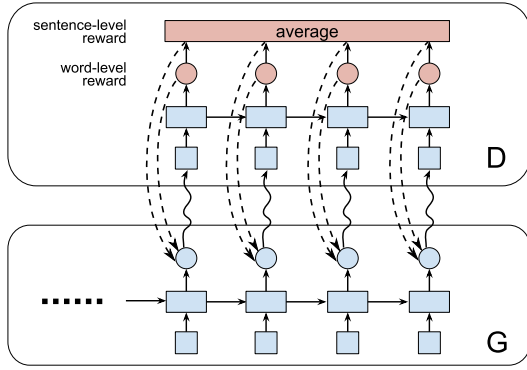 sentence-level
reward
average
word-level
reward
D
......
G